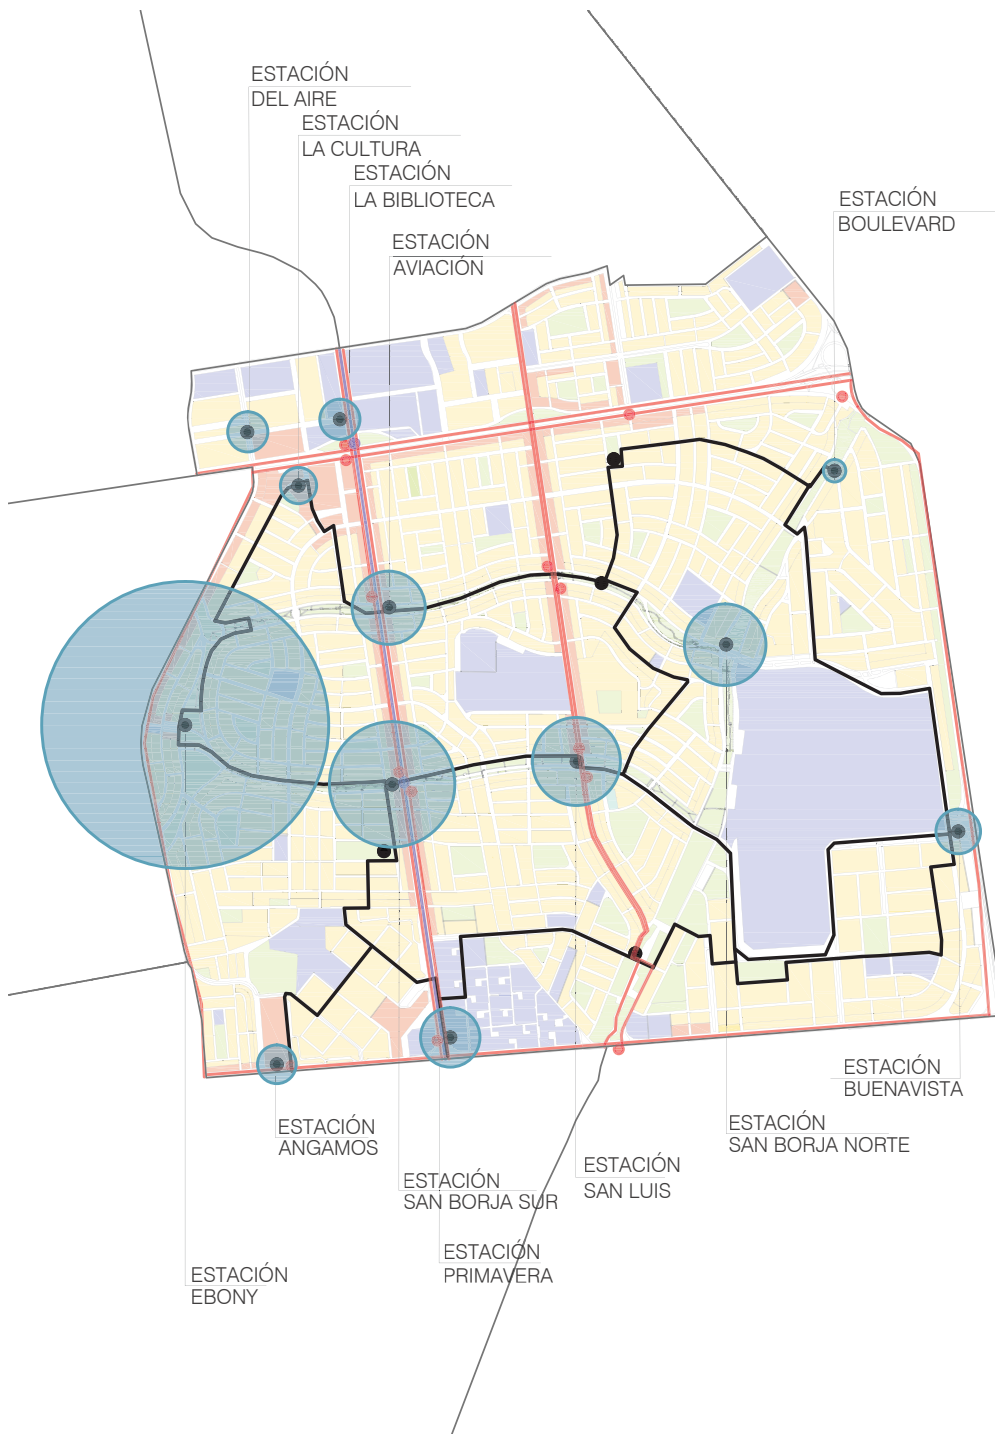 ESTACIÓN
DEL AIRE
ESTACIÓN
LA CULTURA
ESTACIÓN
LA BIBLIOTECA
ESTACIÓN
BOULEVARD
ESTACIÓN
AVIACIÓN
ESTACIÓN
BUENAVISTA
ESTACIÓN
ANGAMOS
ESTACIÓN
SAN BORJA NORTE
ESTACIÓN
SAN LUIS
ESTACIÓN
SAN BORJA SUR
ESTACIÓN
PRIMAVERA
ESTACIÓN
EBONY